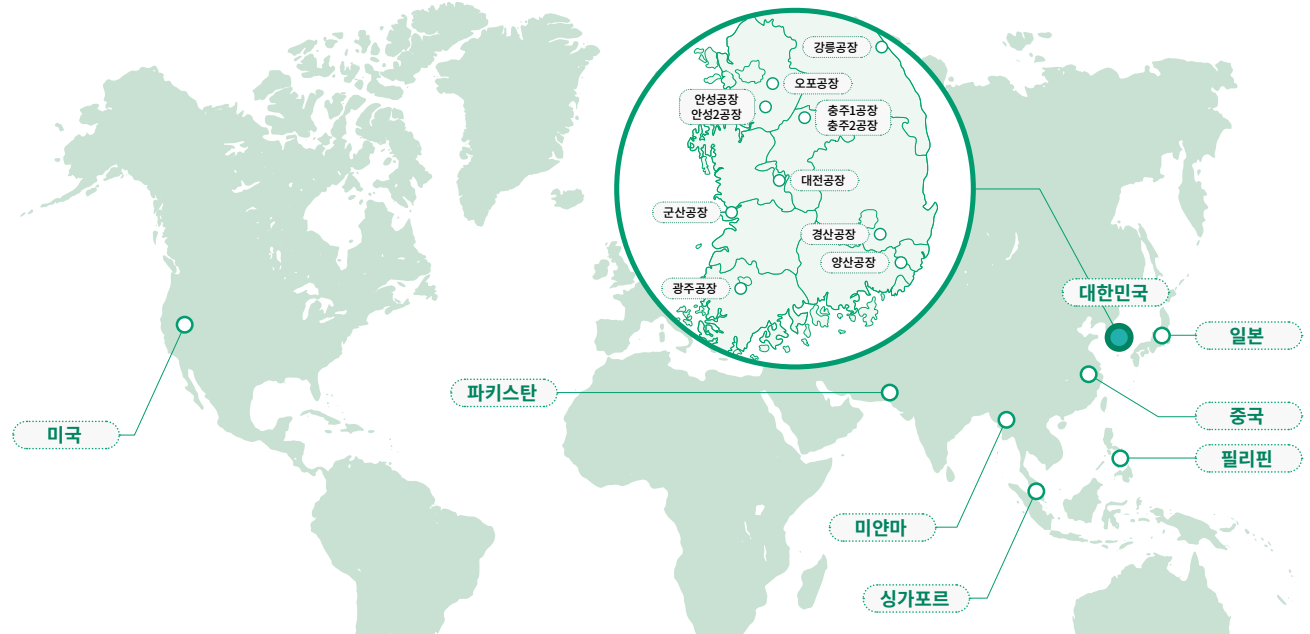 강릉공장
오포공장
안성공장
안성2공장
충주1공장
충주2공장
대전공장
군산공장
경산공장
양산공장
광주공장
대한민국
일본
파키스탄
중국
미국
필리핀
미얀마
싱가포르